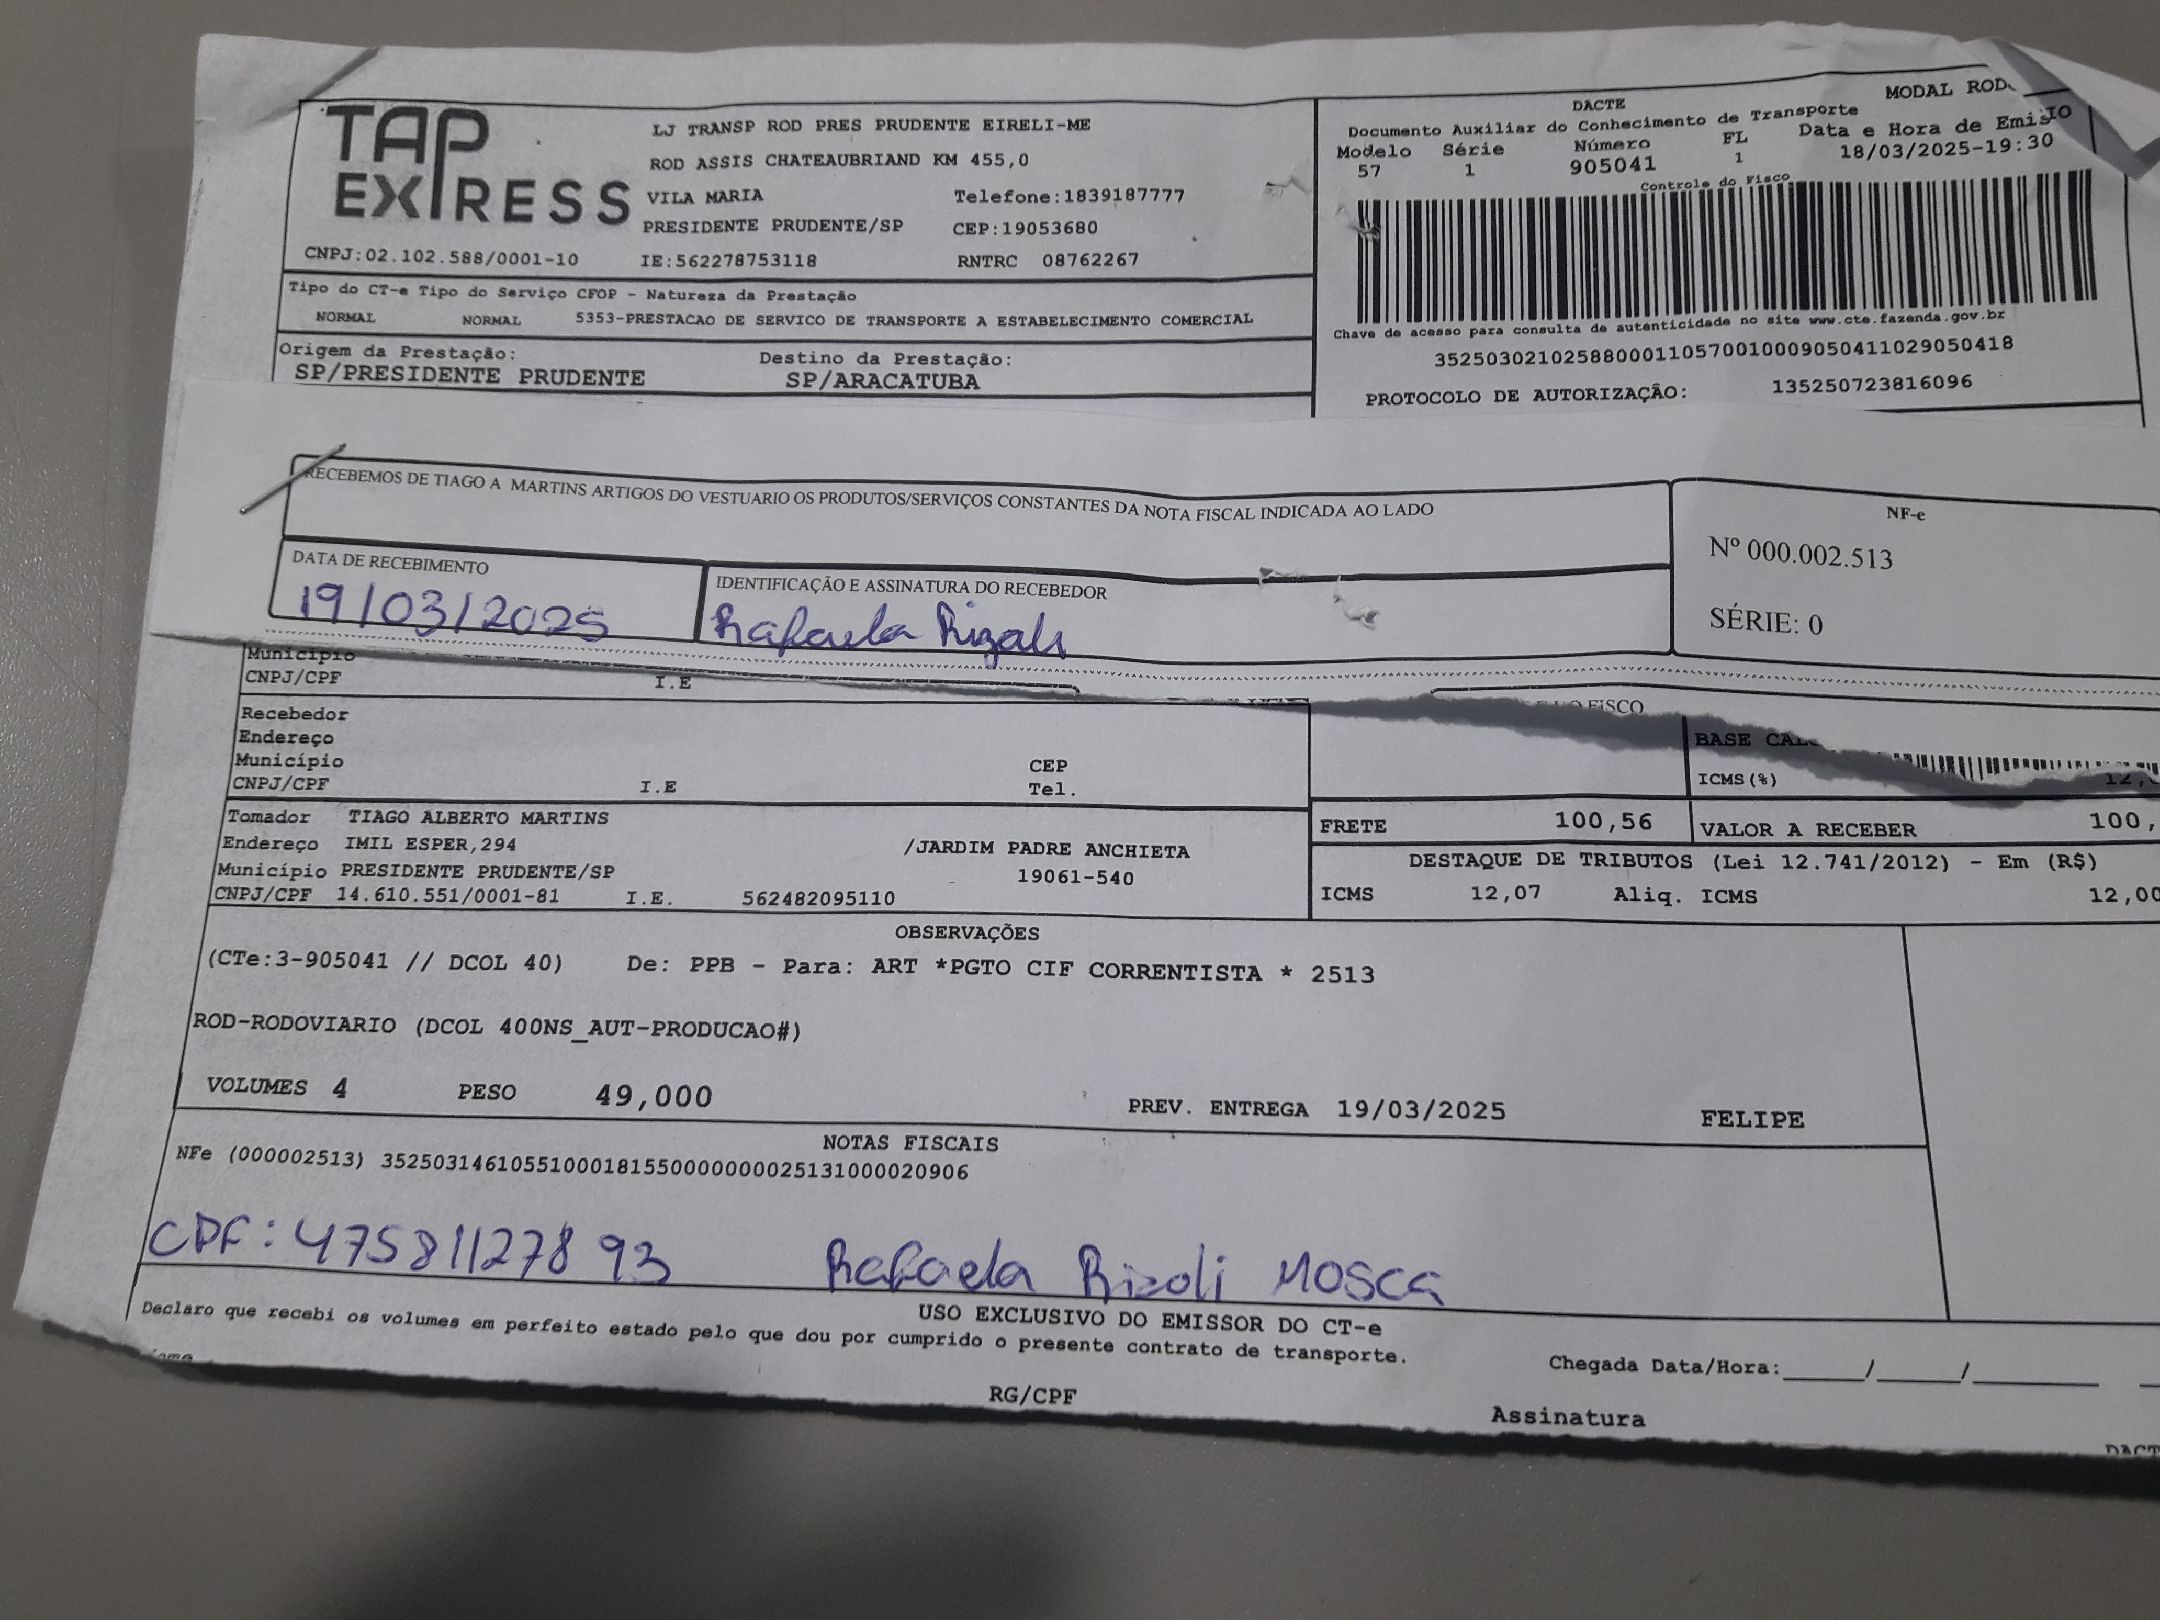 TAP
EXPRESS
LJ TRANSP ROD PRES PRUDENTE EIRELI-ME
ROD ASSIS CHATEAUBRIAND KM 455,0
VILA MARIA Telefone:1839187777
PRESIDENTE PRUDENTE/SP CEP:19053680
CNPJ:02.102.588/0001-10 IE:562278753118 RNTRC 08762267
MODAL ROD
DACTE
Documento Auxiliar do Conhecimento de Transporte
Modelo Série Número FL Data e Hora de Emis
57 1 905041 1 18/03/2025-19:30
Controle do Fisco
Chave de acesso para consulta de autenticidade no site www.cte.fazenda.gov.br
35250302102588000110570010009050411029050418
PROTOCOLO DE AUTORIZAÇÃO: 135250723816096
Tipo do CT-e Tipo do Serviço CFOP - Natureza da Prestação
NORMAL NORMAL 5353-PRESTACAO DE SERVICO DE TRANSPORTE A ESTABELECIMENTO COMERCIAL
Origem da Prestação: Destino da Prestação:
SP/PRESIDENTE PRUDENTE SP/ARACATUBA
RECEBEMOS DE TIAGO A MARTINS ARTIGOS DO VESTUARIO OS PRODUTOS/SERVIÇOS CONSTANTES DA NOTA FISCAL INDICADA AO LADO
NF-e
Nº 000.002.513
SÉRIE: 0
DATA DE RECEBIMENTO IDENTIFICAÇÃO E ASSINATURA DO RECEBEDOR
19/03/2025 Rafaela Rizoli
Município
CNPJ/CPF I.E
FISCO
Recebedor
Endereço
Município CEP
CNPJ/CPF I.E Tel.
BASE
ICMS(%) 12,
Tomador TIAGO ALBERTO MARTINS
Endereço IMIL ESPER,294 /JARDIM PADRE ANCHIETA
Município PRESIDENTE PRUDENTE/SP 19061-540
CNPJ/CPF 14.610.551/0001-81 I.E. 562482095110
FRETE 100,56 VALOR A RECEBER 100,
DESTAQUE DE TRIBUTOS (Lei 12.741/2012) - Em (R$)
ICMS 12,07 Aliq. ICMS 12,00
OBSERVAÇÕES
(CTe:3-905041 // DCOL 40) De: PPB - Para: ART *PGTO CIF CORRENTISTA * 2513
ROD-RODOVIARIO (DCOL 400NS_AUT-PRODUCAO#)
VOLUMES 4 PESO 49,000 PREV. ENTREGA 19/03/2025 FELIPE
NOTAS FISCAIS
NFe (000002513) 35250314610551000181550000000025131000020906
CPF: 475811278 93 Rafaela Rizoli MOSCA
USO EXCLUSIVO DO EMISSOR DO CT-e
Declaro que recebi os volumes em perfeito estado pelo que dou por cumprido o presente contrato de transporte.
Chegada Data/Hora:_____/_____/_______
RG/CPF
Assinatura